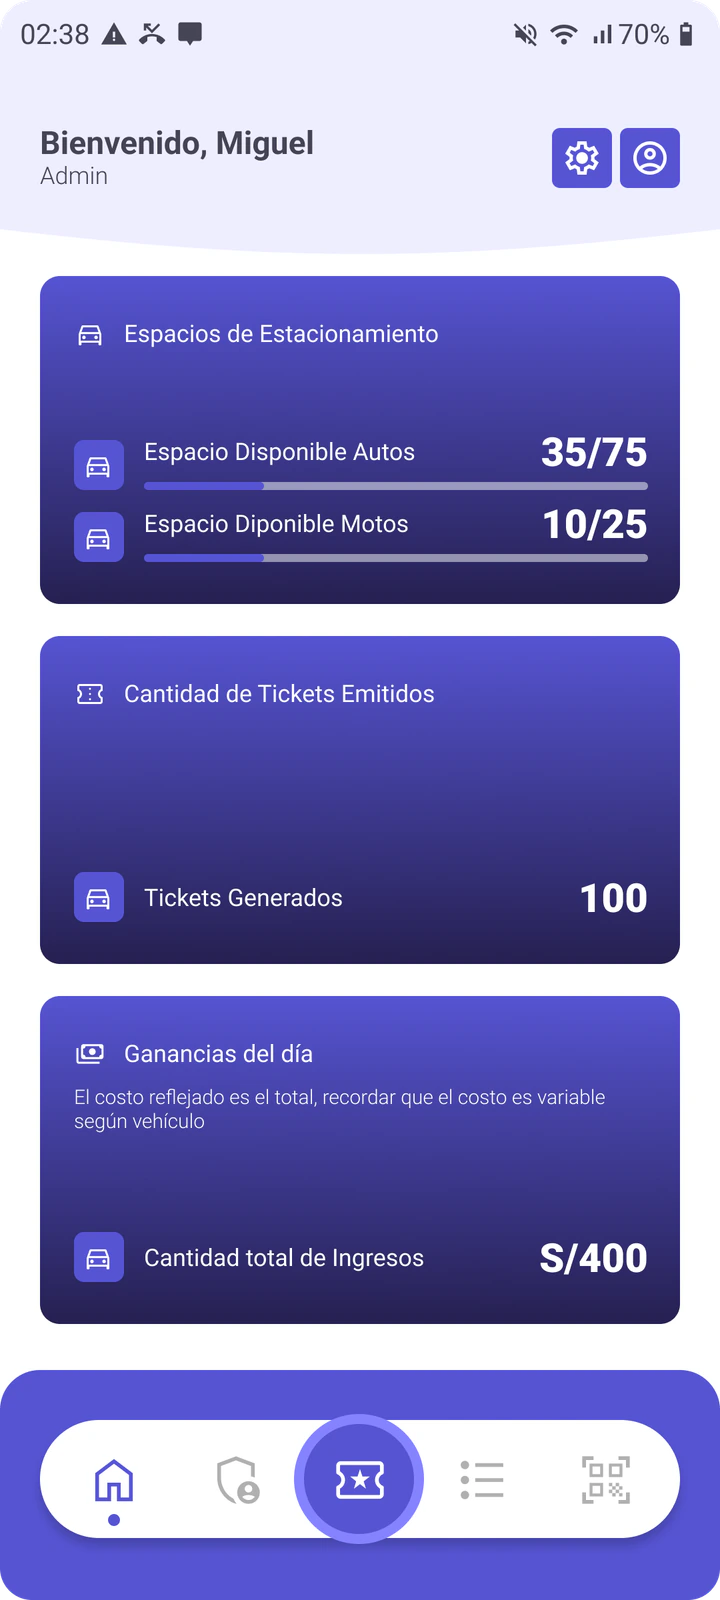 02:38
70%
Bienvenido, Miguel
Admin
Espacios de Estacionamiento
Espacio Disponible Autos
35/75
Espacio Diponible Motos
10/25
Cantidad de Tickets Emitidos
Tickets Generados
100
Ganancias del día
El costo reflejado es el total, recordar que el costo es variable
según vehículo
Cantidad total de Ingresos
S/400